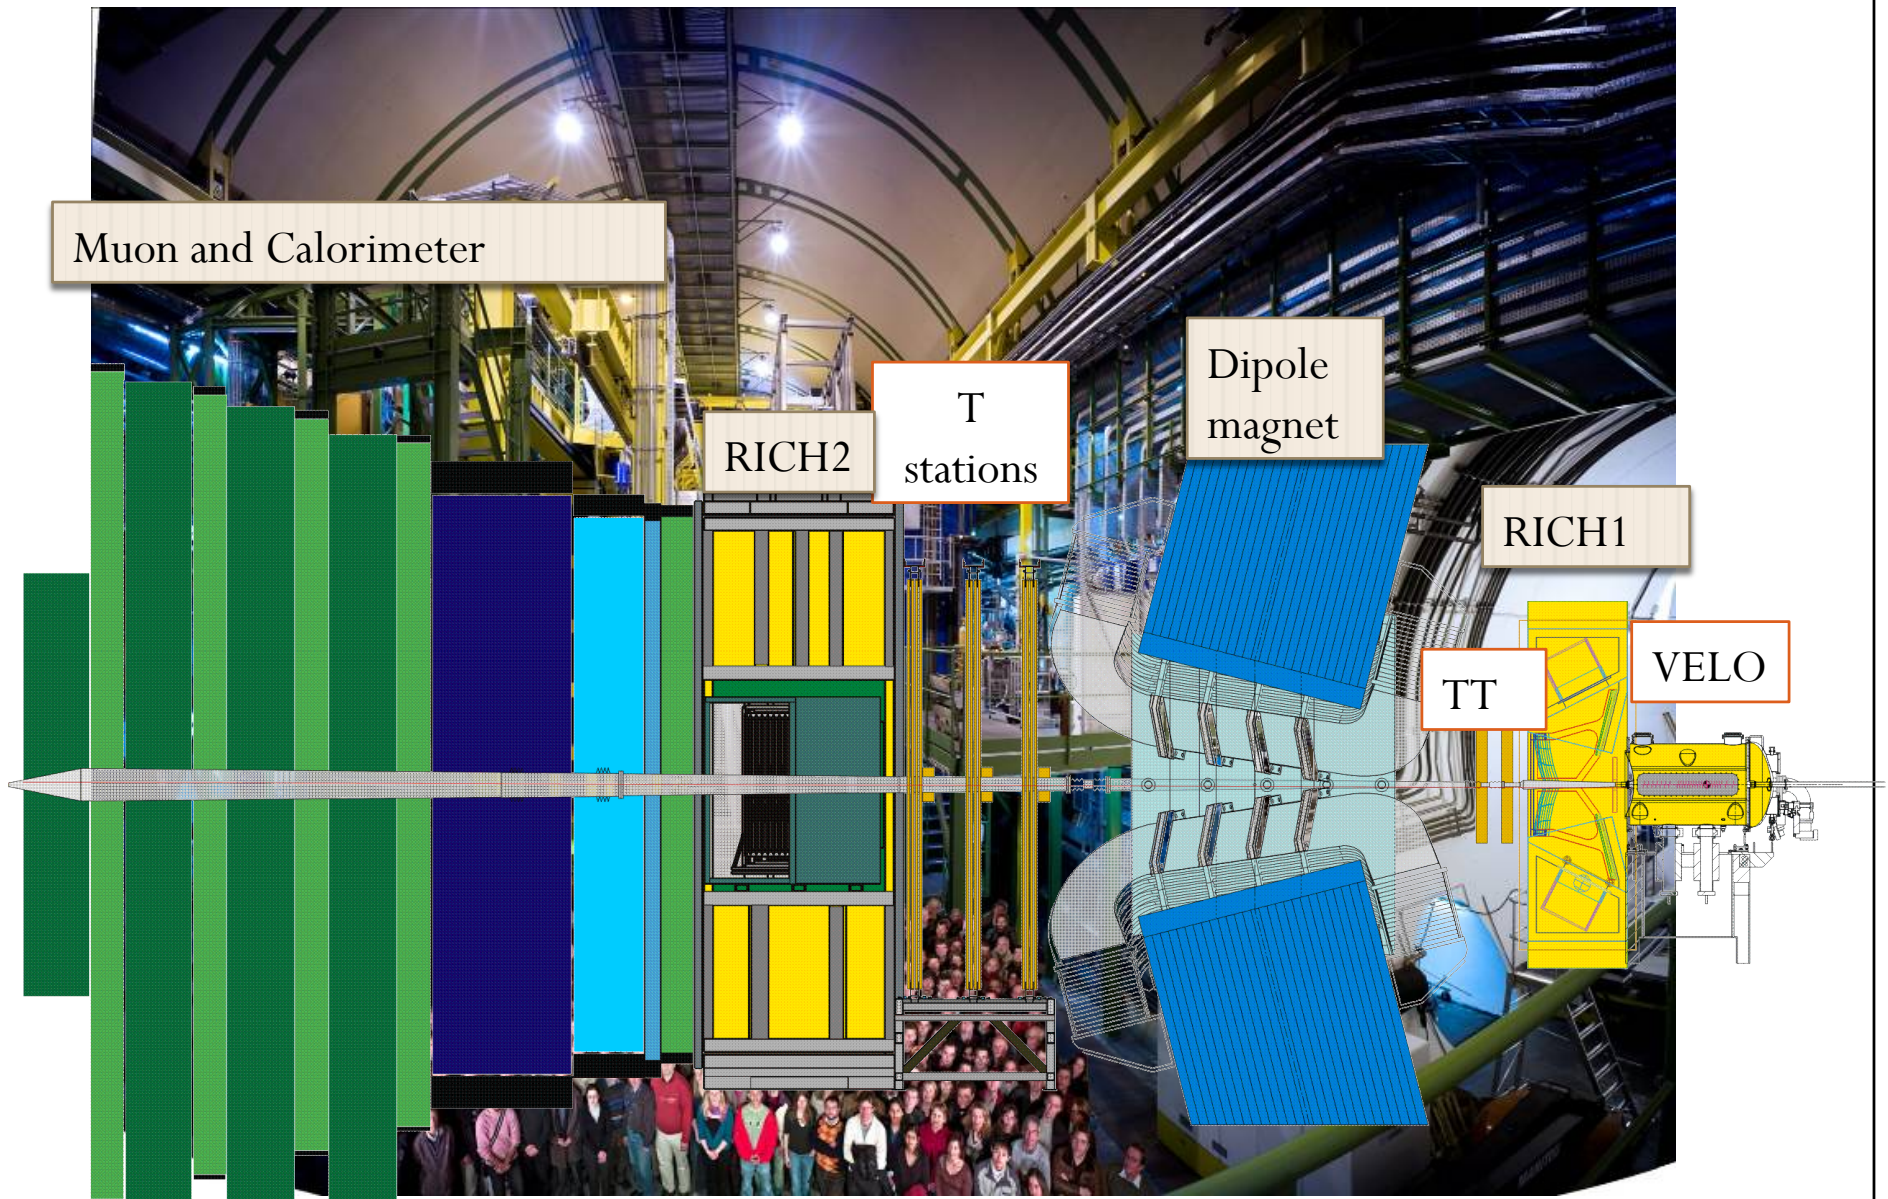 Muon and Calorimeter
RICH2
T
stations
Dipole
magnet
RICH1
TT
VELO